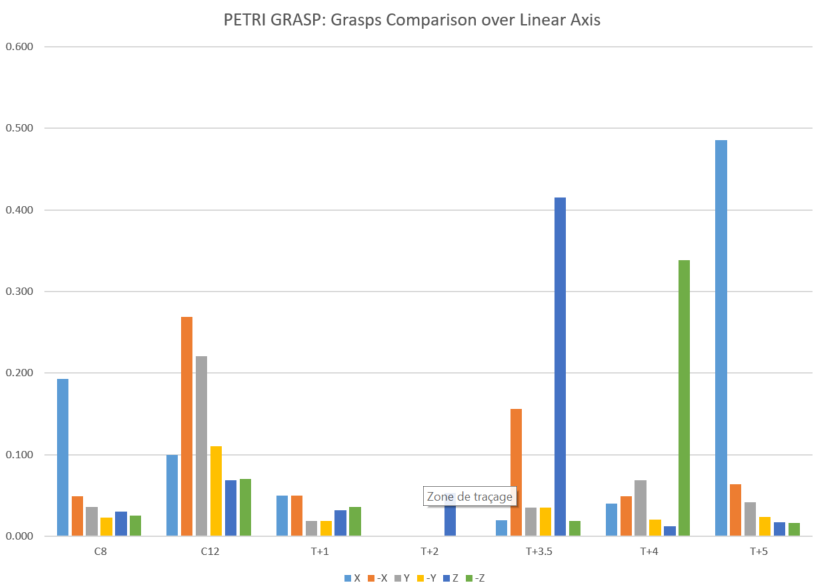 PETRI GRASP: Grasps Comparison over Linear Axis
0.600
0.500
0.400
0.300
0.200
0.100
0.000
Zone de traçage
C8 C12 T+1 T+2 T+3.5 T+4 T+5
X -X Y -Y Z -Z